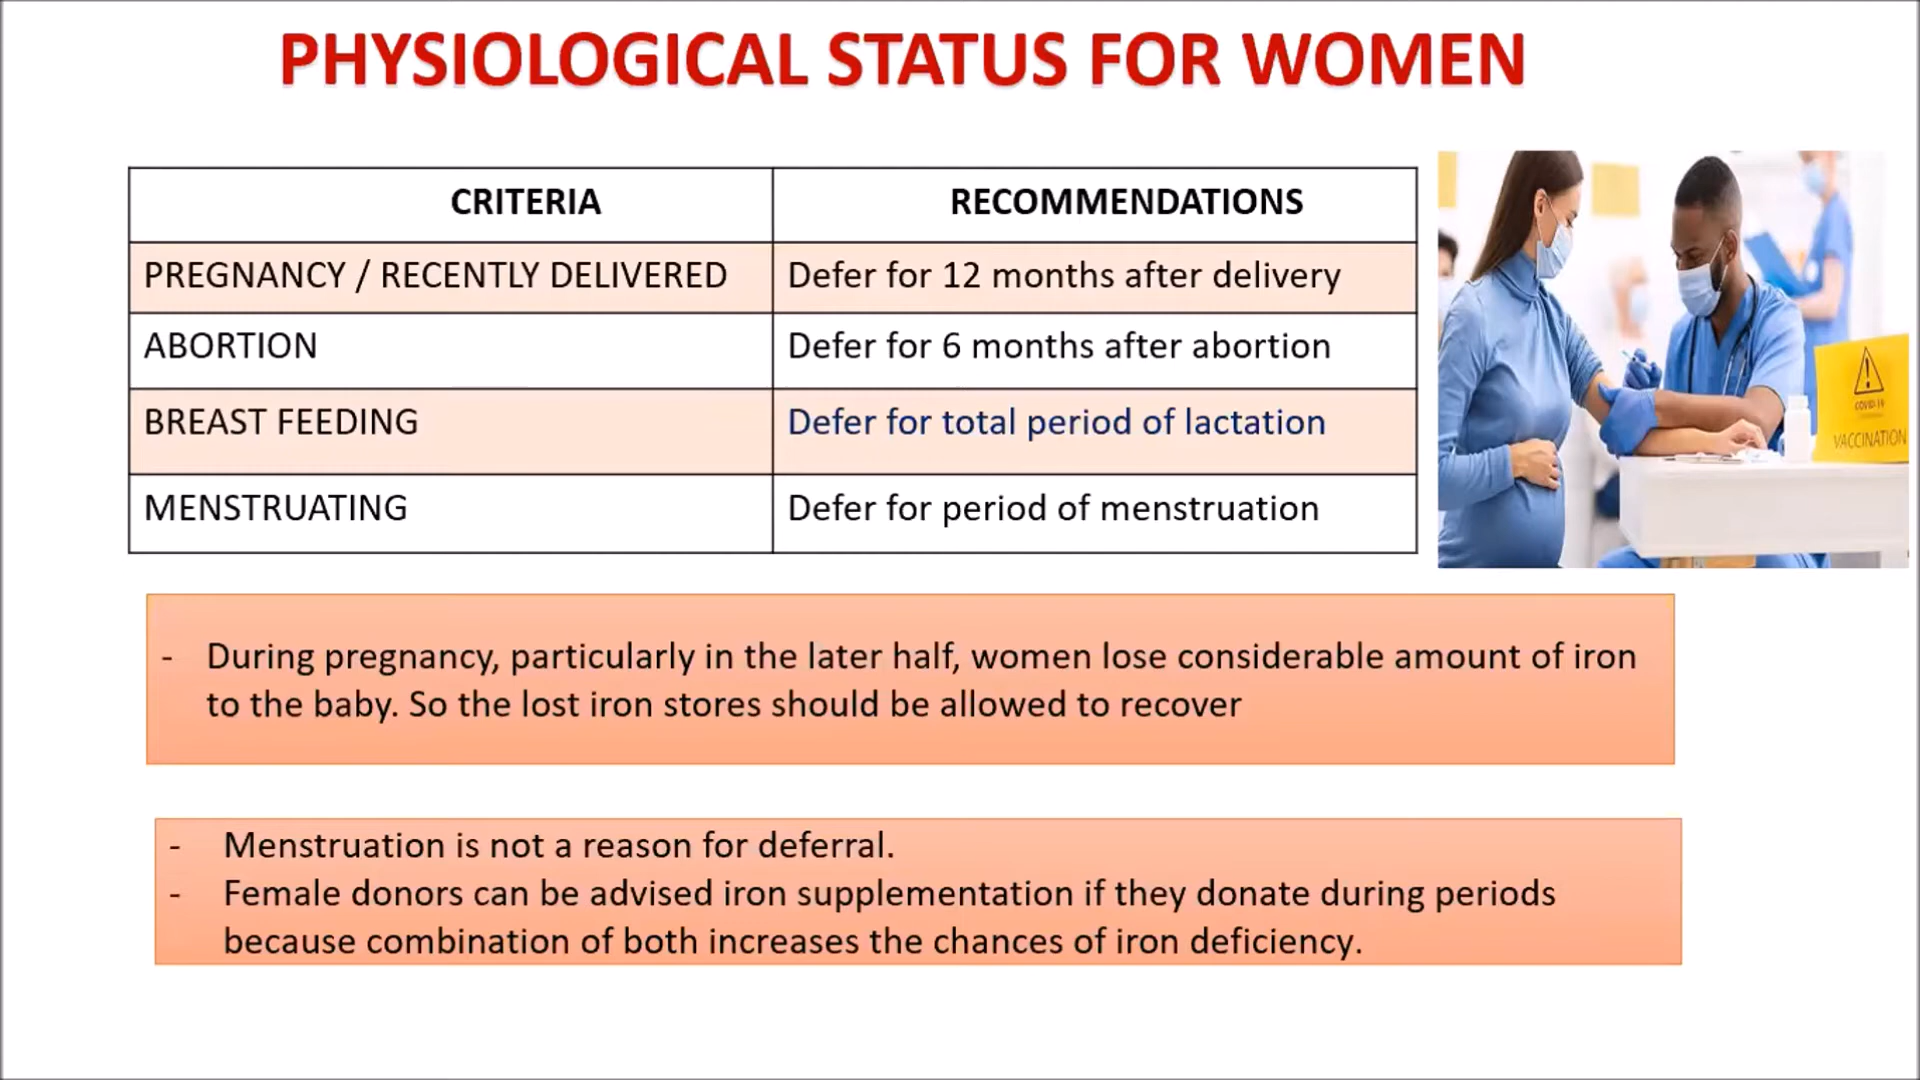 PHYSIOLOGICAL STATUS FOR WOMEN
CRITERIA RECOMMENDATIONS
PREGNANCY / RECENTLY DELIVERED Defer for 12 months after delivery
ABORTION Defer for 6 months after abortion
BREAST FEEDING Defer for total period of lactation
MENSTRUATING Defer for period of menstruation
COVID-19
VACCINATION
- During pregnancy, particularly in the later half, women lose considerable amount of iron
to the baby. So the lost iron stores should be allowed to recover
- Menstruation is not a reason for deferral.
- Female donors can be advised iron supplementation if they donate during periods
because combination of both increases the chances of iron deficiency.